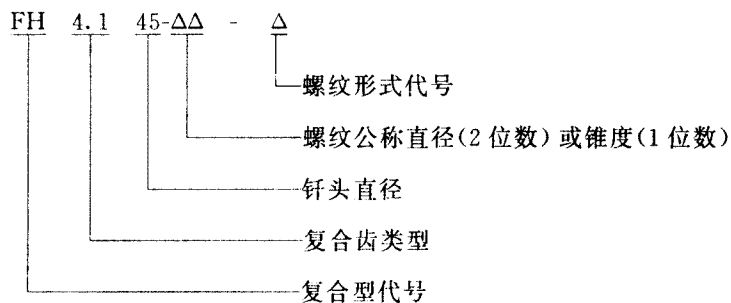 FH 4.1 45-ΔΔ - Δ
螺纹形式代号
螺纹公称直径(2位数)或锥度(1位数)
钎头直径
复合齿类型
复合型代号